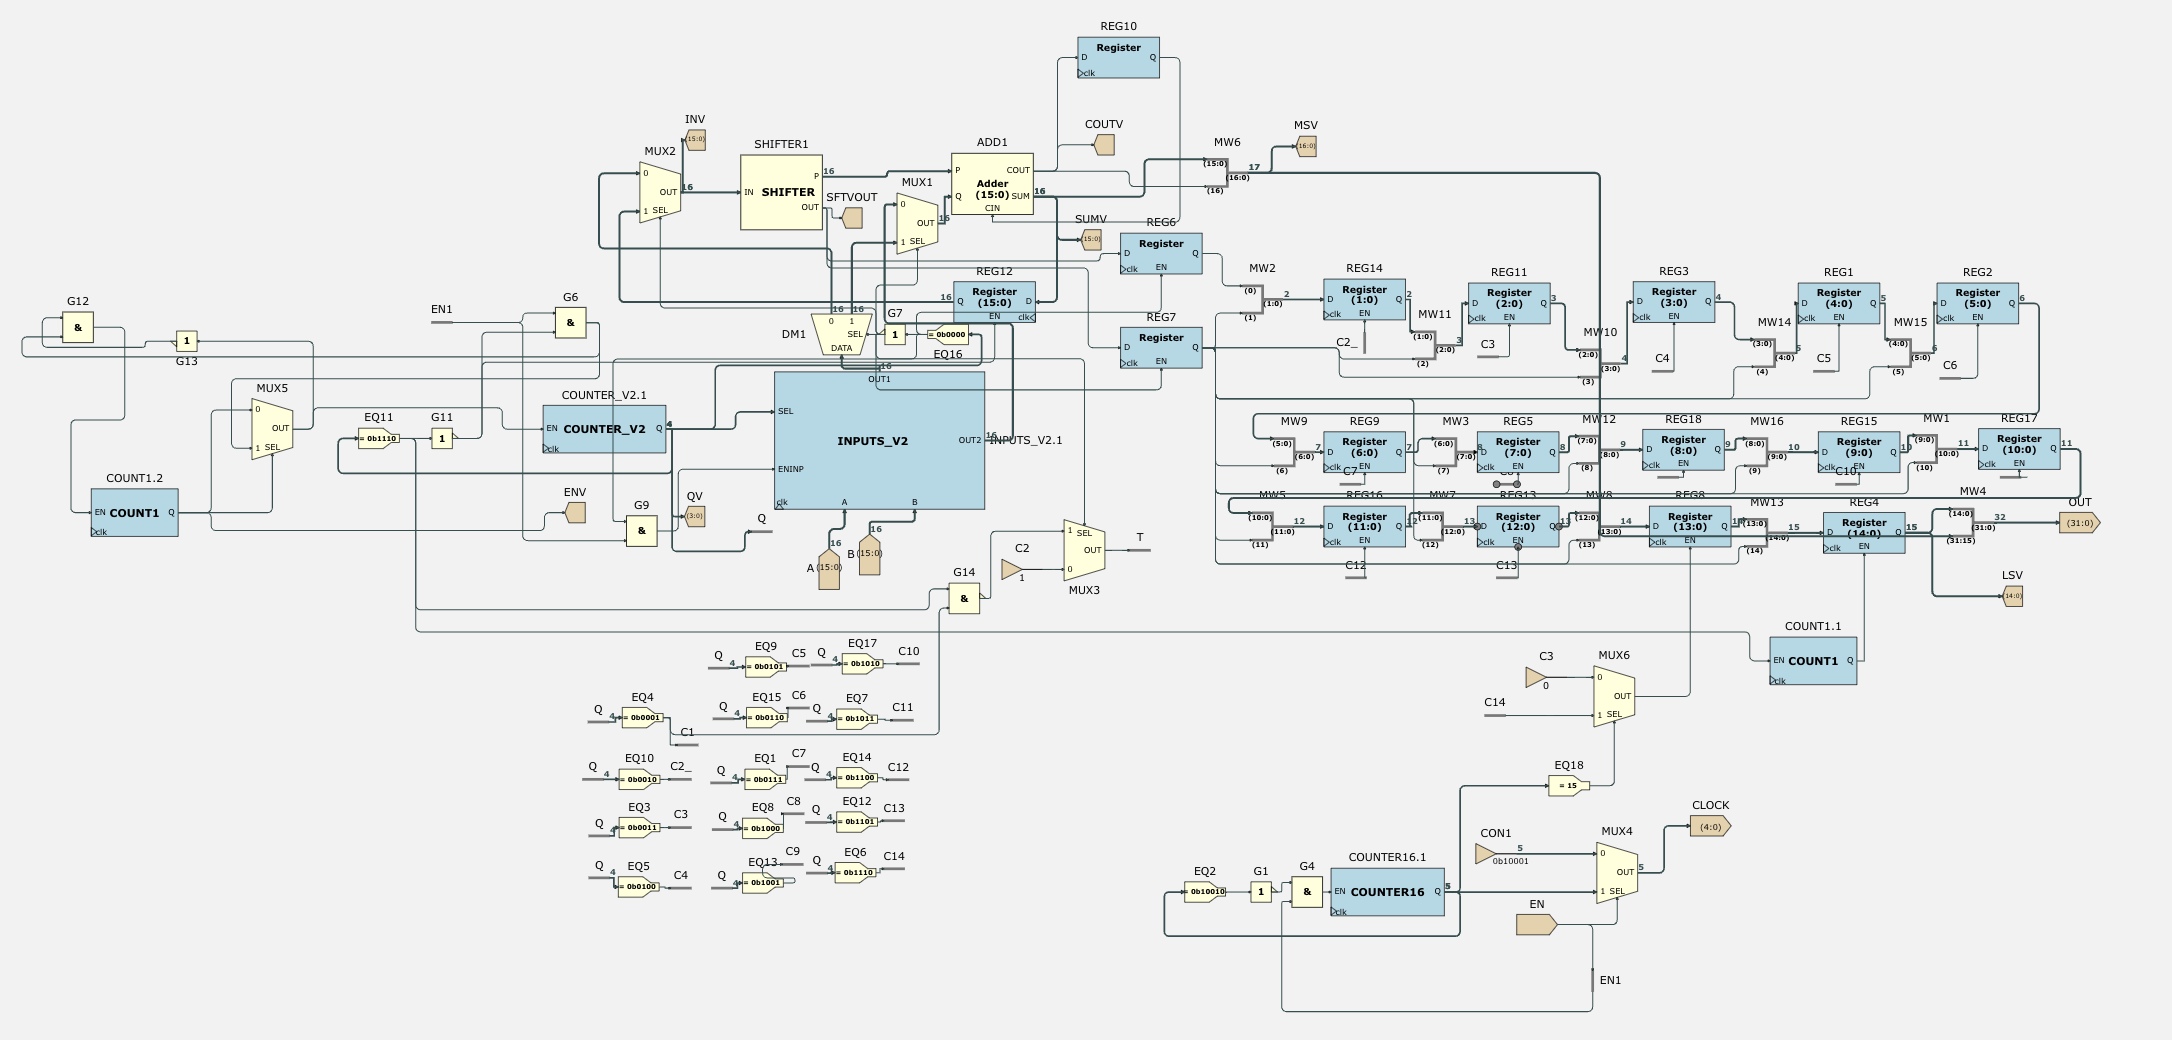 REG10
Register
D Q
clk
INV
(15:0)
MUX2
0
OUT 16
1 SEL
SHIFTER1
P 16
IN SHIFTER
OUT
SFTVOUT
MUX1
0
OUT 16
1 SEL
ADD1
P COUT
Adder
(15:0)
Q SUM 16
CIN
COUTV
MW6
(15:0)
(16)
17
(16:0)
MSV
(16:0)
SUMV
(15:0)
REG6
Register
D Q
EN
clk
REG12
16 Q Register D
(15:0)
EN clk
REG7
Register
D Q
EN
clk
MW2
(0)
(1)
2
(1:0)
REG14
D Register Q 2
(1:0)
EN
clk
C2_
MW11
(1:0)
(2)
3
(2:0)
REG11
D Register Q 3
(2:0)
EN
clk
C3
MW10
(2:0)
(3)
4
(3:0)
REG3
D Register Q 4
(3:0)
EN
clk
C4
MW14
(3:0)
(4)
5
(4:0)
REG1
D Register Q 5
(4:0)
EN
clk
C5
MW15
(4:0)
(5)
6
(5:0)
REG2
D Register Q 6
(5:0)
EN
clk
C6
G12
&
G13
1
EN1
G6
&
16 16
0 1
DM1
SEL
DATA
G7
1
= 0b0000
EQ16
MUX5
0
OUT
1 SEL
EQ11
= 0b1110
G11
1
COUNTER_V2.1
EN COUNTER_V2 Q 4
clk
16
OUT1
SEL
INPUTS_V2
OUT2 16
INPUTS_V2.1
ENINP
clk A B
MW9
(5:0)
(6)
7
(6:0)
REG9
D Register Q 7
(6:0)
EN
clk
C7
MW3
(6:0)
(7)
8
(7:0)
REG5
D Register Q 8
(7:0)
EN
clk
MW12
(7:0)
(8)
9
(8:0)
REG18
D Register Q 9
(8:0)
EN
clk
MW16
(8:0)
(9)
10
(9:0)
REG15
D Register Q 10
(9:0)
EN
clk
C10
MW1
(9:0)
(10)
11
(10:0)
REG17
D Register Q 11
(10:0)
EN
clk
COUNT1.2
EN COUNT1 Q
clk
ENV
G9
&
QV
(3:0)
Q
16
A (15:0)
16
B (15:0)
C2
1
MUX3
1 SEL
OUT
0
T
G14
&
MW5
(10:0)
(11)
12
(11:0)
REG16
D Register Q 12
(11:0)
EN
clk
C12
MW7
(11:0)
(12)
13
(12:0)
REG13
D Register Q 13
(12:0)
EN
clk
C13
MW8
(12:0)
(13)
14
(13:0)
REG8
D Register Q
(13:0)
EN
clk
MW13
(13:0)
(14)
15
(14:0)
REG4
D Register Q 15
(14:0)
EN
clk
MW4
(14:0)
(31:15)
32
(31:0)
OUT
(31:0)
LSV
(14:0)
COUNT1.1
EN COUNT1 Q
clk
EQ9
Q 4 = 0b0101 C5
EQ17
Q 4 = 0b1010 C10
EQ4
Q 4 = 0b0001
C1
EQ15
Q 4 = 0b0110 C6
EQ7
Q 4 = 0b1011 C11
EQ10
Q 4 = 0b0010 C2_
EQ1
Q 4 = 0b0111 C7
EQ14
Q 4 = 0b1100 C12
EQ3
Q 4 = 0b0011 C3
EQ8
Q 4 = 0b1000 C8
EQ12
Q 4 = 0b1101 C13
EQ5
Q 4 = 0b0100 C4
EQ13
Q 4 = 0b1001 C9
EQ6
Q 4 = 0b1110 C14
C3
0
C14
MUX6
0
OUT
1 SEL
EQ18
= 15
CLOCK
(4:0)
CON1
5
0b10001
MUX4
0
OUT 5
1 SEL
EQ2
= 0b10010
G1
1
G4
&
COUNTER16.1
EN COUNTER16 Q 5
clk
EN
EN1